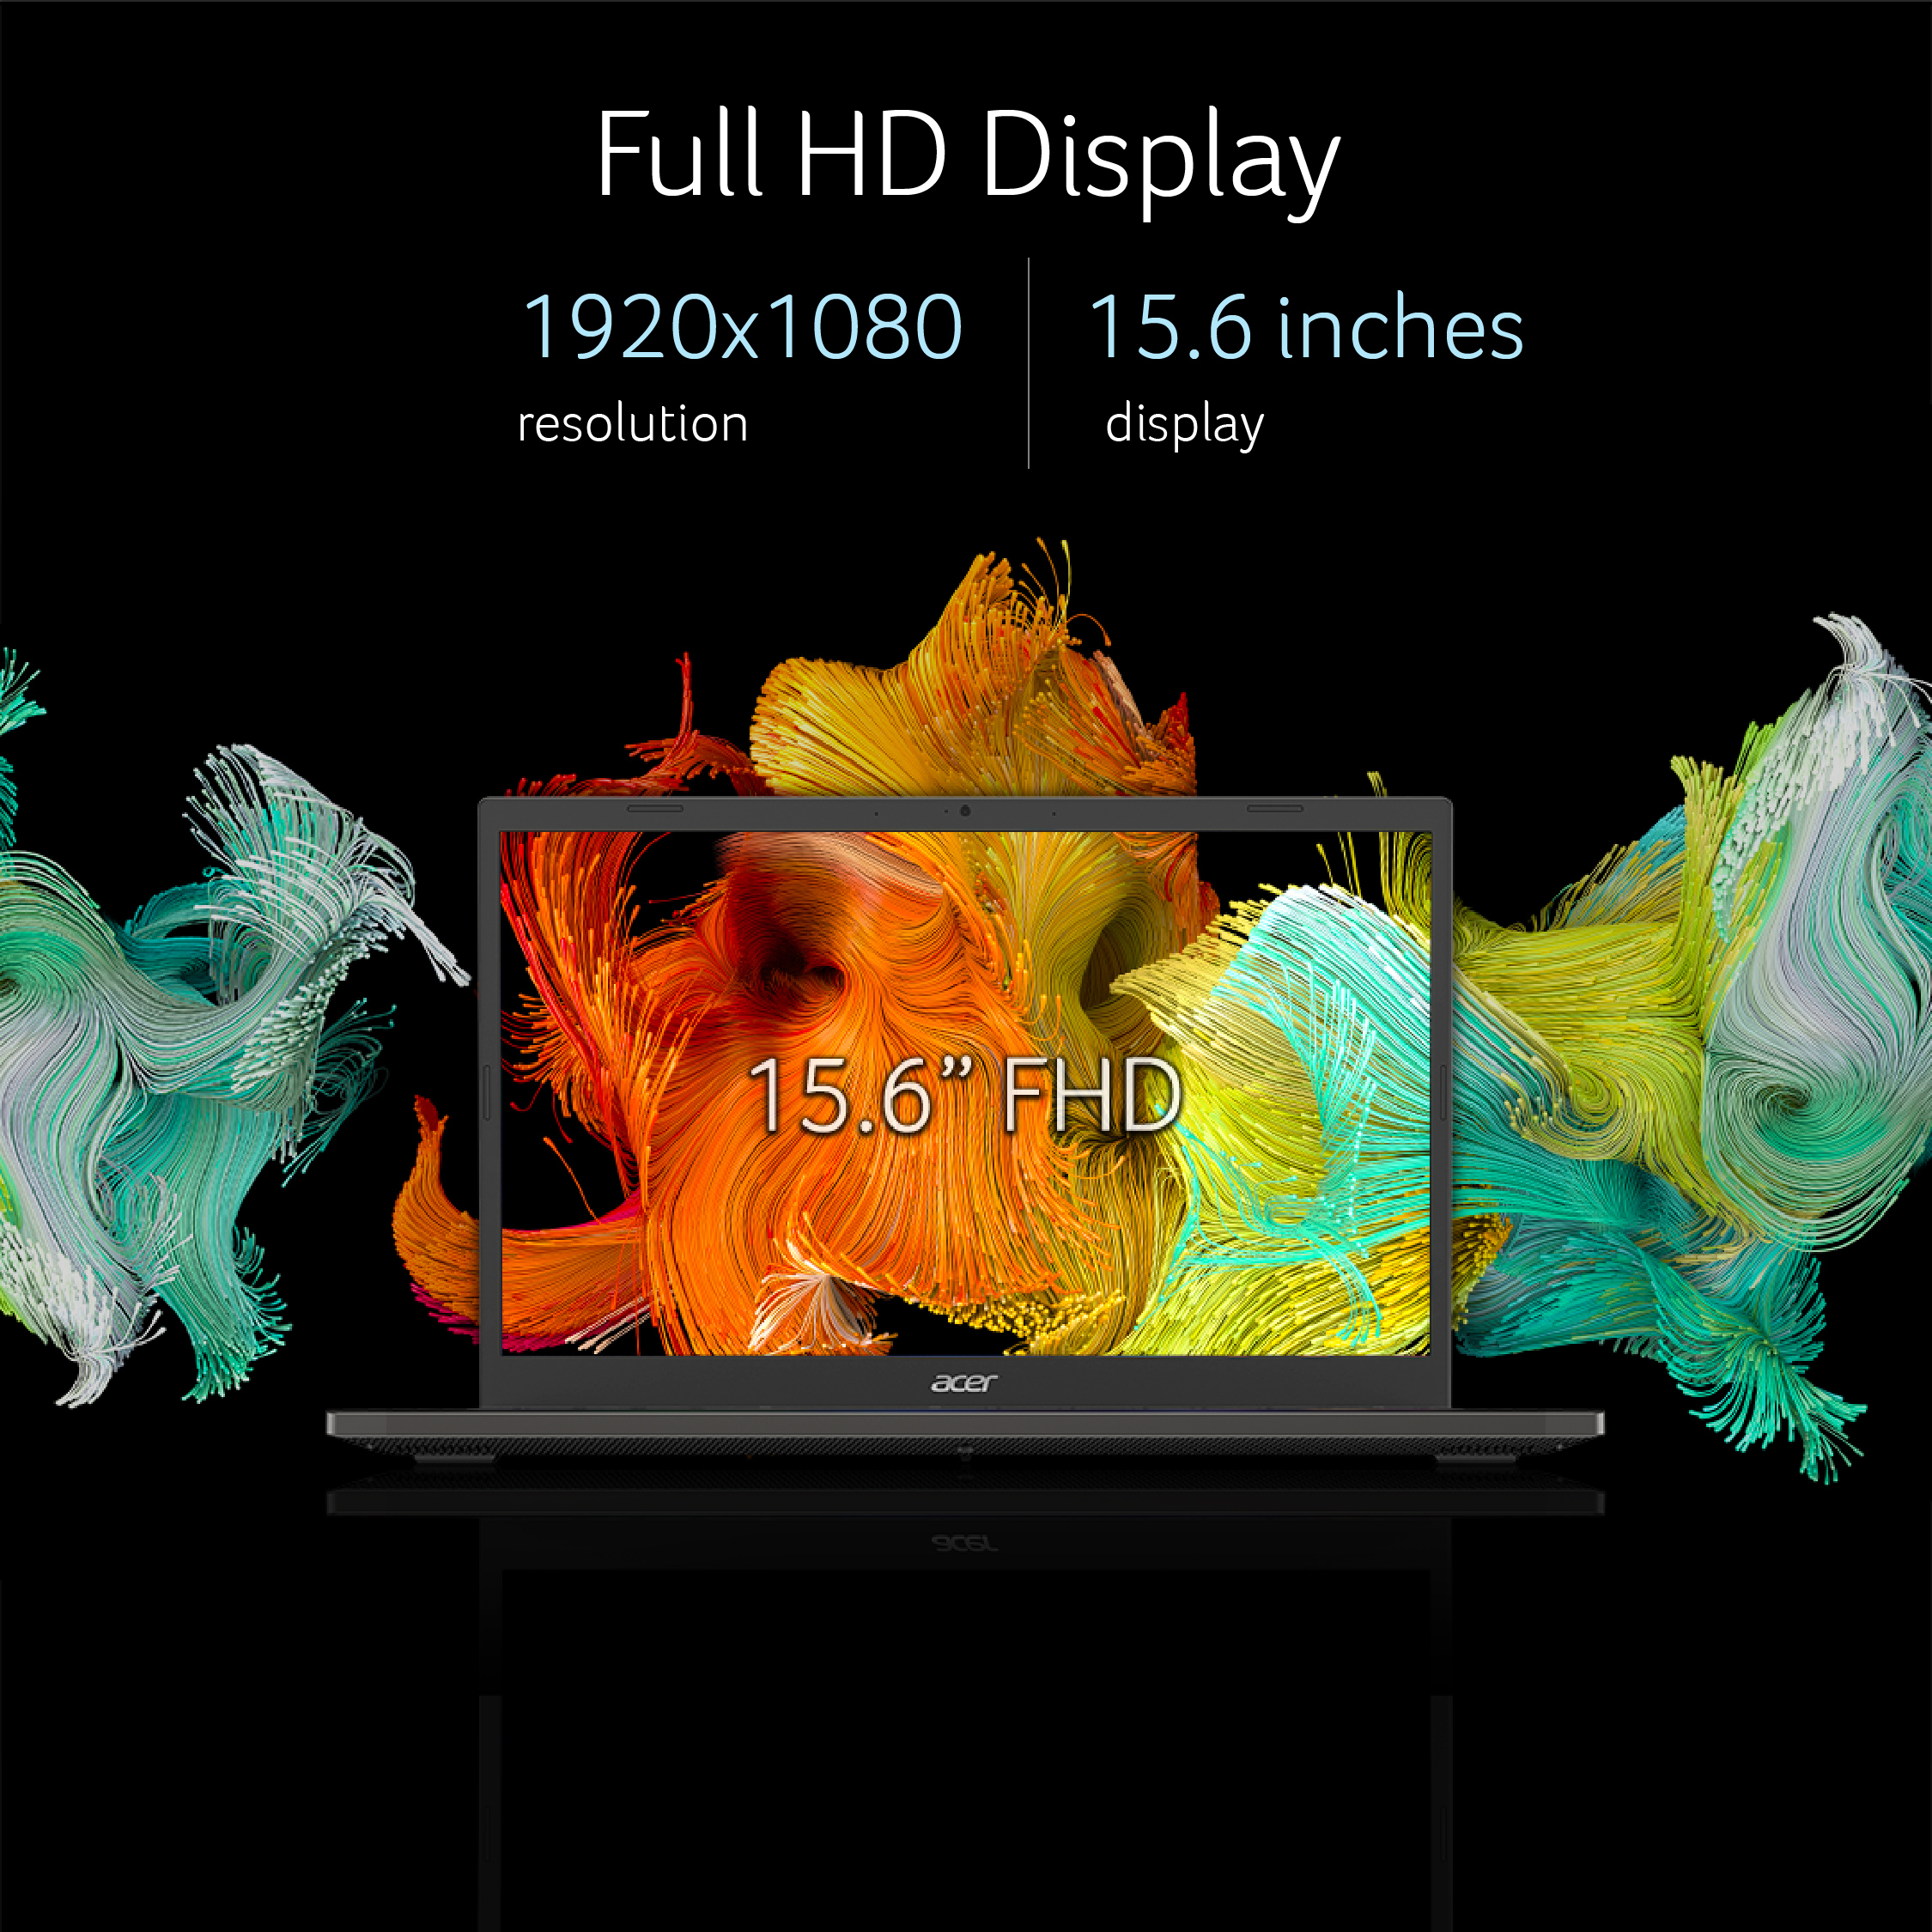 Full HD Display
1920x1080
resolution
15.6 inches
display
15.6” FHD
acer